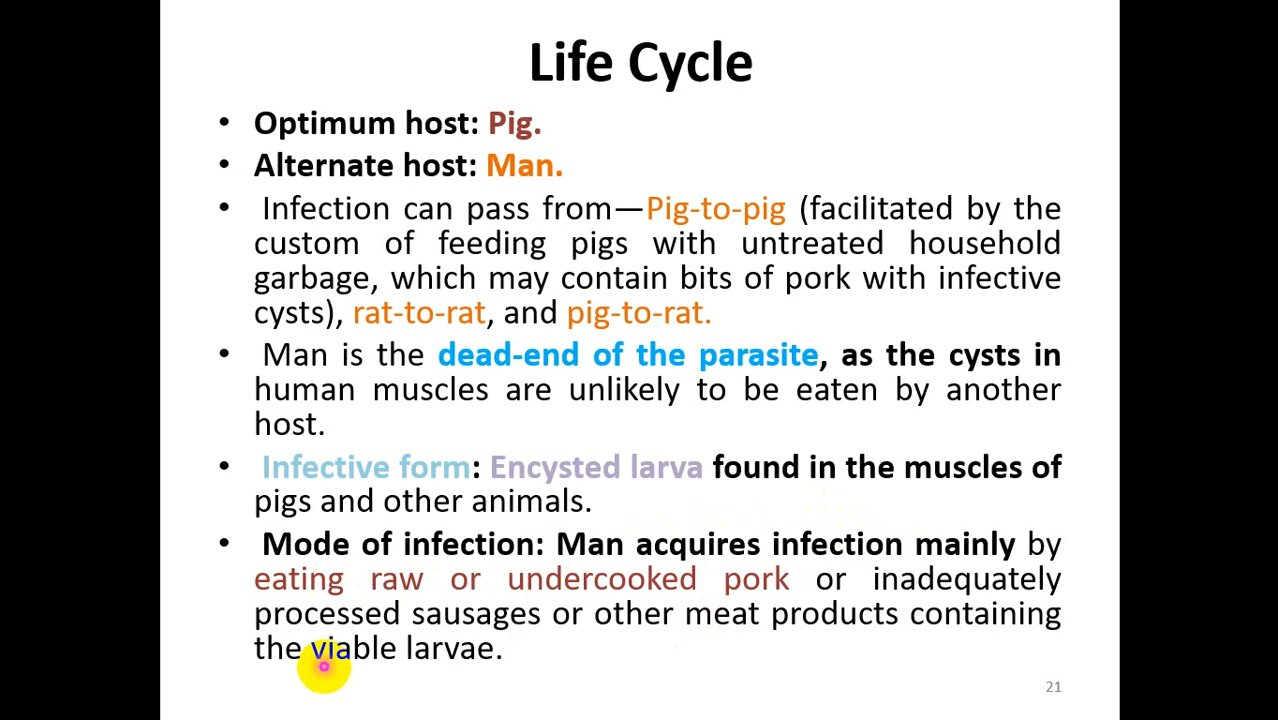 Life Cycle
• Optimum host: Pig.
• Alternate host: Man.
• Infection can pass from—Pig-to-pig (facilitated by the
custom of feeding pigs with untreated household
garbage, which may contain bits of pork with infective
cysts), rat-to-rat, and pig-to-rat.
• Man is the dead-end of the parasite, as the cysts in
human muscles are unlikely to be eaten by another
host.
• Infective form: Encysted larva found in the muscles of
pigs and other animals.
• Mode of infection: Man acquires infection mainly by
eating raw or undercooked pork or inadequately
processed sausages or other meat products containing
the viable larvae.
21